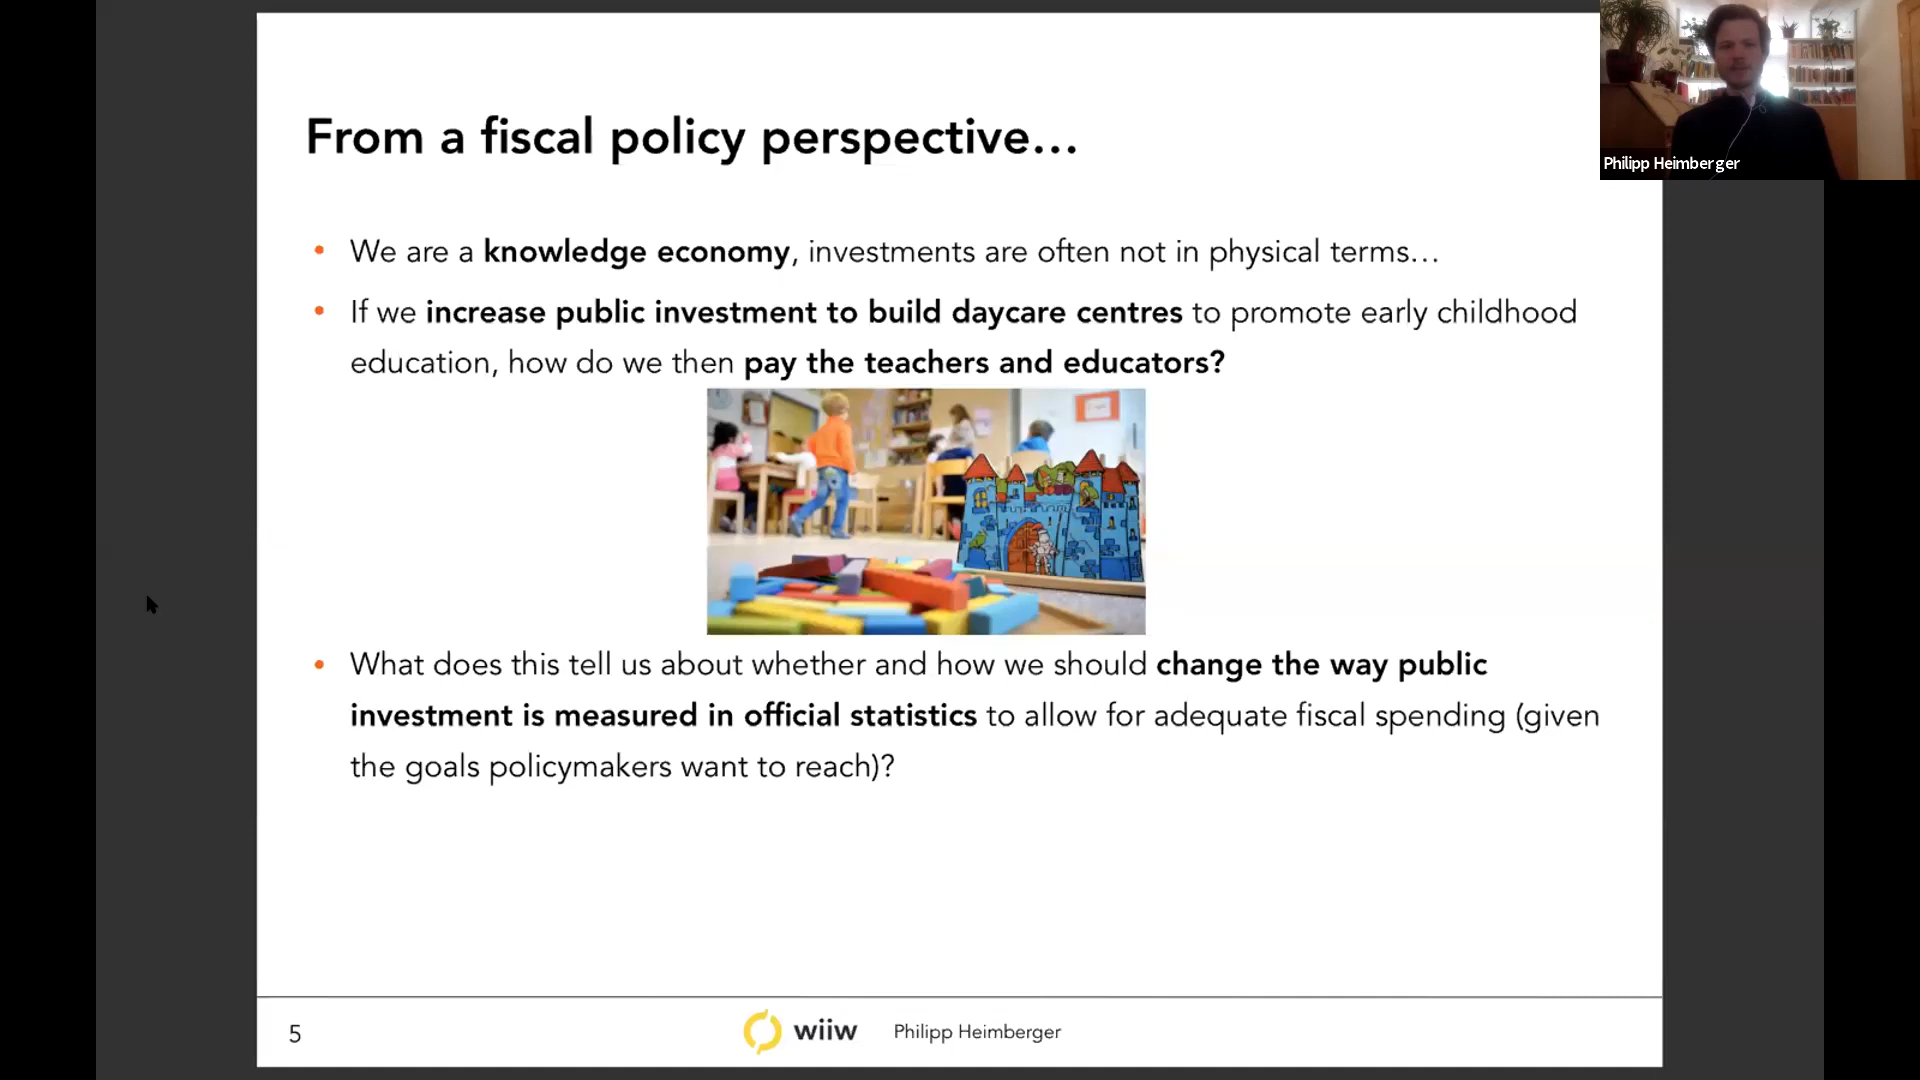 From a fiscal policy perspective…
Philipp Heimberger
• We are a knowledge economy, investments are often not in physical terms…
• If we increase public investment to build daycare centres to promote early childhood
education, how do we then pay the teachers and educators?
• What does this tell us about whether and how we should change the way public
investment is measured in official statistics to allow for adequate fiscal spending (given
the goals policymakers want to reach)?
5
wiiw
Philipp Heimberger